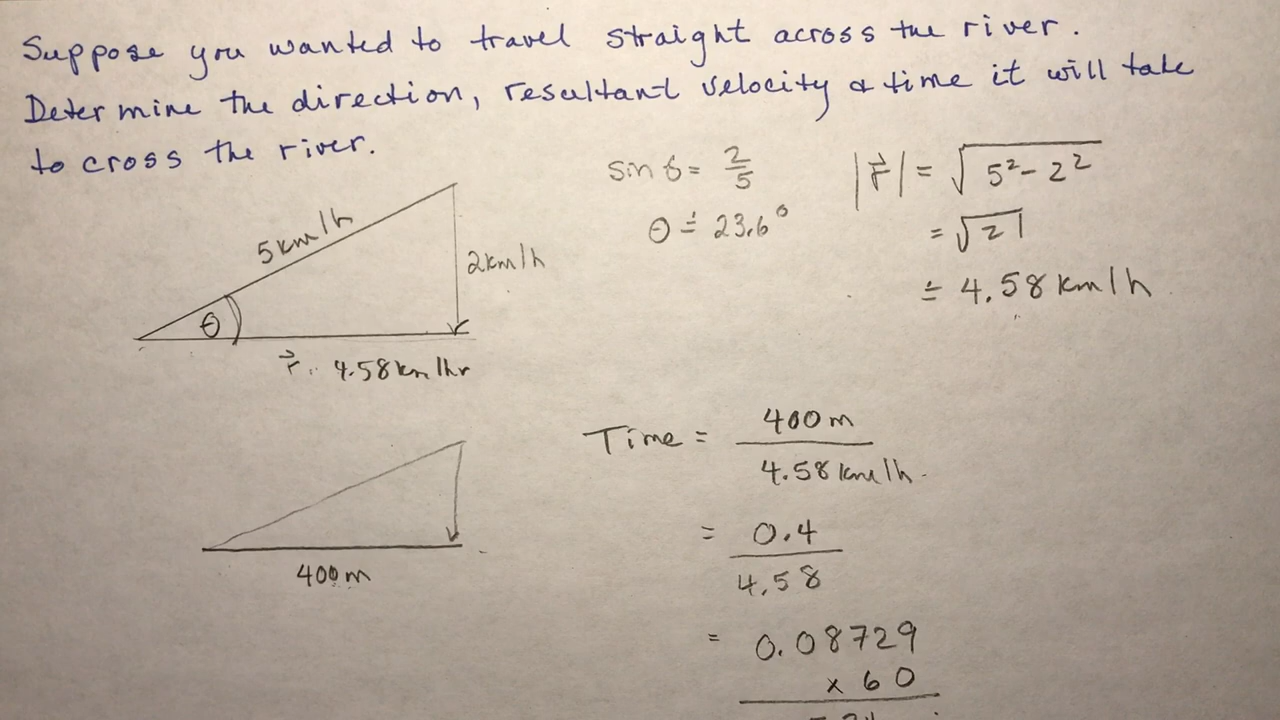 Suppose you wanted to travel straight across the river.
Determine the direction, resultant velocity & time it will take
to cross the river.
sin θ = 2/5
θ ≐ 23.6°
|r⃗| = √(5² - 2²)
= √21
≐ 4.58 km/h
5 km/h
2 km/h
θ
r⃗ : 4.58 km/hr
400 m
Time = 400 m / 4.58 km/h.
= 0.4 / 4.58
= 0.08729
x 60